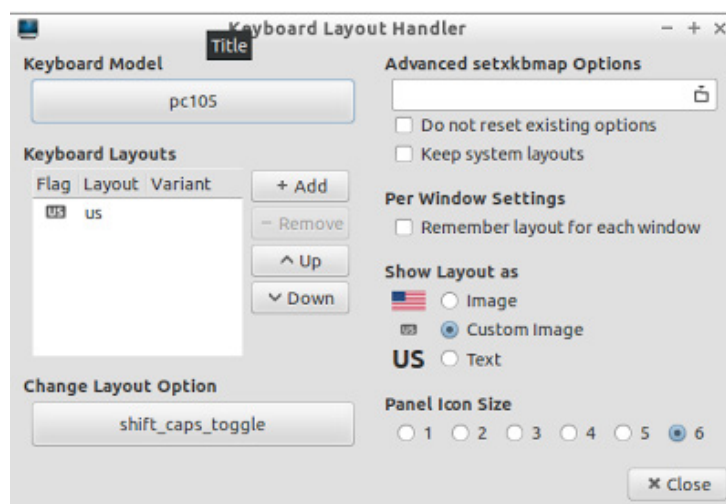 Keyboard Layout Handler
Title
Keyboard Model
pc105
Keyboard Layouts
Flag Layout Variant
US us
+ Add
− Remove
Up
Down
Change Layout Option
shift_caps_toggle
Advanced setxkbmap Options
Do not reset existing options
Keep system layouts
Per Window Settings
Remember layout for each window
Show Layout as
Image
US Custom Image
US Text
Panel Icon Size
1 2 3 4 5 6
Close